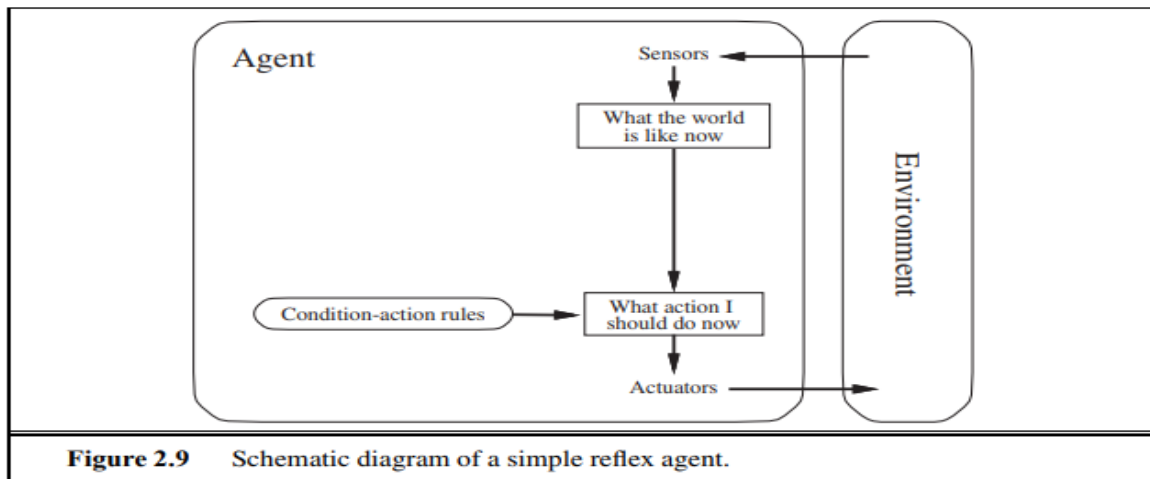 Agent
Sensors
What the world
is like now
Environment
Condition-action rules
What action I
should do now
Actuators
Figure 2.9 Schematic diagram of a simple reflex agent.